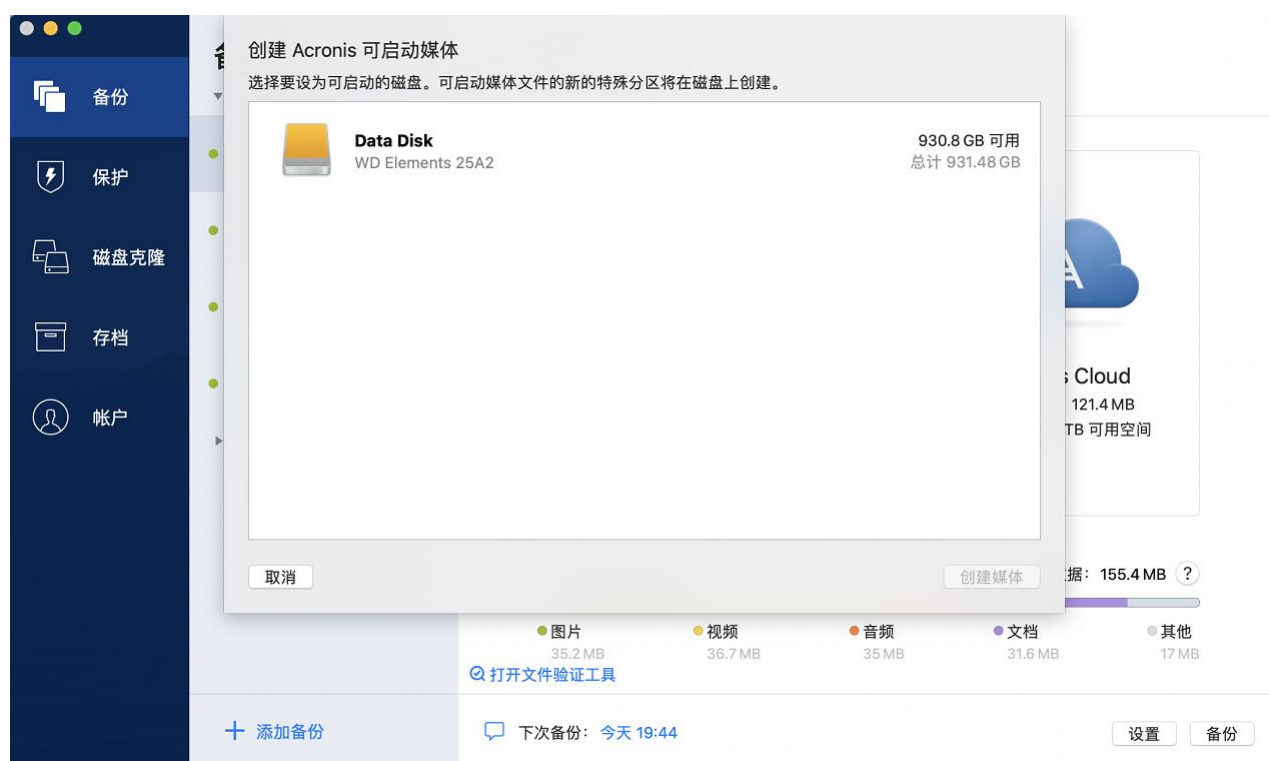 创建 Acronis 可启动媒体
选择要设为可启动的磁盘。可启动媒体文件的新的特殊分区将在磁盘上创建。
Data Disk
930.8 GB 可用
WD Elements 25A2
总计 931.48 GB
取消
创建媒体
备份
保护
磁盘克隆
存档
帐户
s Cloud
121.4 MB
TB 可用空间
据: 155.4 MB ?
图片
视频
音频
文档
其他
35.2 MB
36.7 MB
35 MB
31.6 MB
17 MB
打开文件验证工具
添加备份
下次备份: 今天 19:44
设置
备份